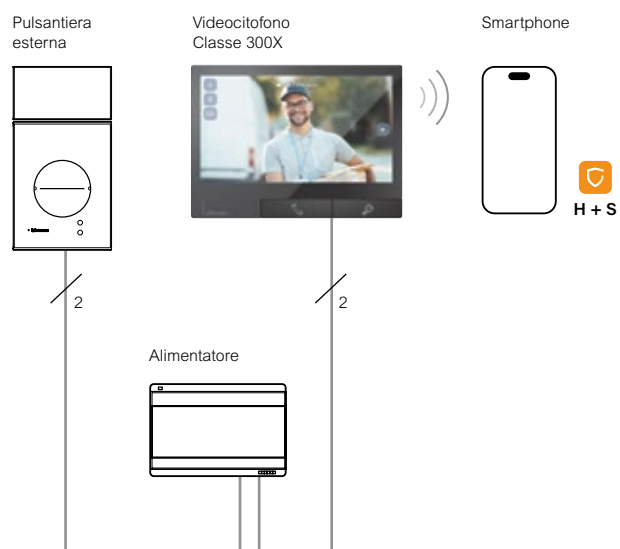 Pulsantiera
esterna
Videocitofono
Classe 300X
Smartphone
H + S
2
2
Alimentatore